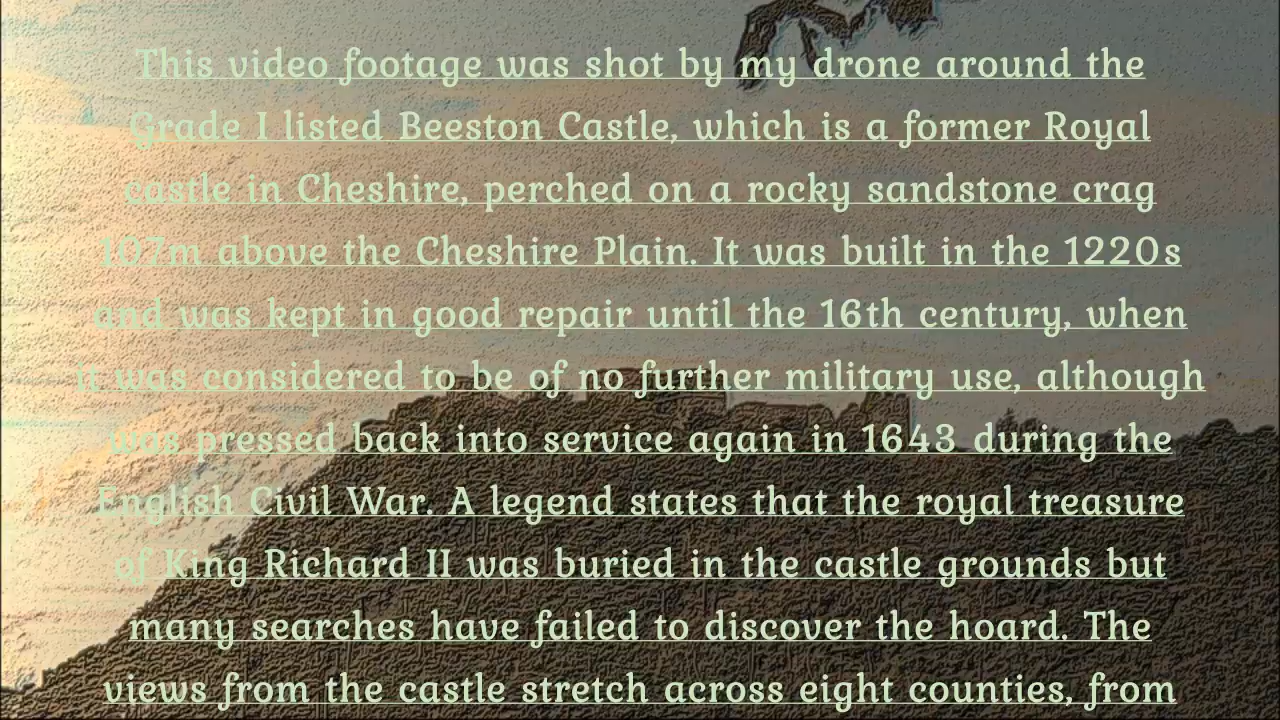 This video footage was shot by my drone around the
Grade I listed Beeston Castle, which is a former Royal
castle in Cheshire, perched on a rocky sandstone crag
107m above the Cheshire Plain. It was built in the 1220s
and was kept in good repair until the 16th century, when
it was considered to be of no further military use, although
was pressed back into service again in 1643 during the
English Civil War. A legend states that the royal treasure
of King Richard II was buried in the castle grounds but
many searches have failed to discover the hoard. The
views from the castle stretch across eight counties, from